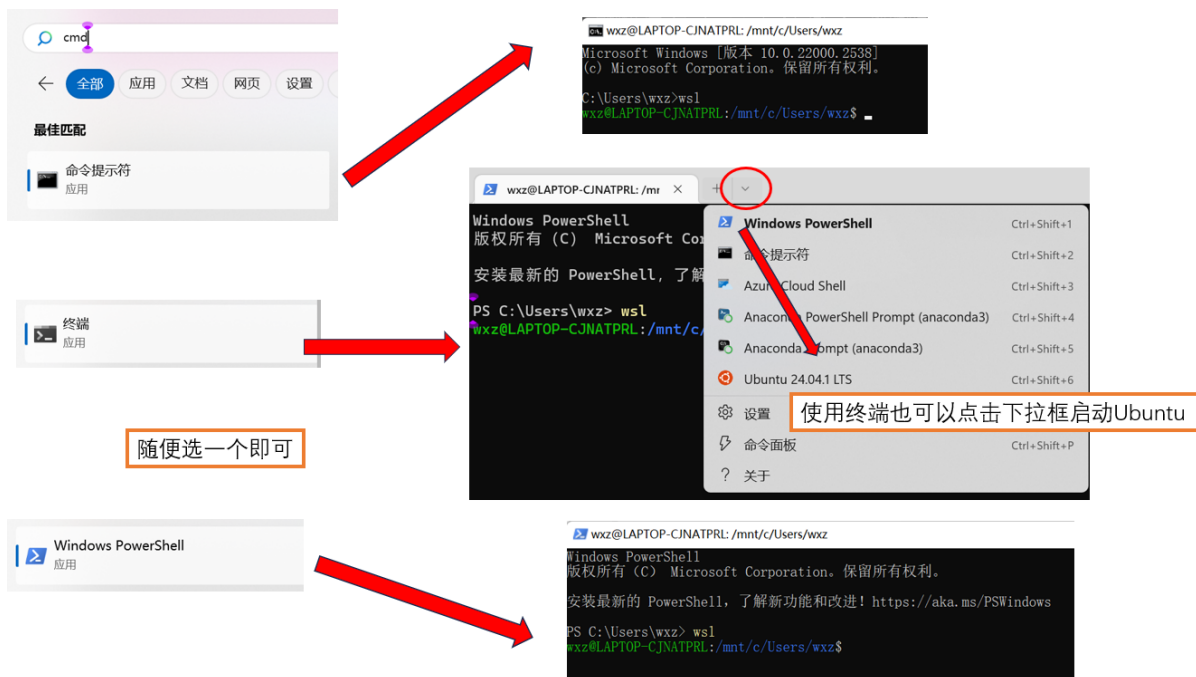 cmd
全部 应用 文档 网页 设置
最佳匹配
命令提示符
应用
wxz@LAPTOP-CJNATPRL: /mnt/c/Users/wxz
Microsoft Windows [版本 10.0.22000.2538]
(c) Microsoft Corporation。保留所有权利。
C:\Users\wxz>wsl
wxz@LAPTOP-CJNATPRL:/mnt/c/Users/wxz$
终端
应用
wxz@LAPTOP-CJNATPRL: /mr
Windows PowerShell
版权所有 (C) Microsoft Cor
安装最新的 PowerShell，了解
PS C:\Users\wxz> wsl
wxz@LAPTOP-CJNATPRL:/mnt/c/
Windows PowerShell Ctrl+Shift+1
命令提示符 Ctrl+Shift+2
Azure Cloud Shell Ctrl+Shift+3
Anaconda PowerShell Prompt (anaconda3) Ctrl+Shift+4
Anaconda Prompt (anaconda3) Ctrl+Shift+5
Ubuntu 24.04.1 LTS Ctrl+Shift+6
设置
使用终端也可以点击下拉框启动Ubuntu
命令面板 Ctrl+Shift+P
关于
随便选一个即可
Windows PowerShell
应用
wxz@LAPTOP-CJNATPRL: /mnt/c/Users/wxz
Windows PowerShell
版权所有 (C) Microsoft Corporation。保留所有权利。
安装最新的 PowerShell，了解新功能和改进！https://aka.ms/PSWindows
PS C:\Users\wxz> wsl
wxz@LAPTOP-CJNATPRL:/mnt/c/Users/wxz$